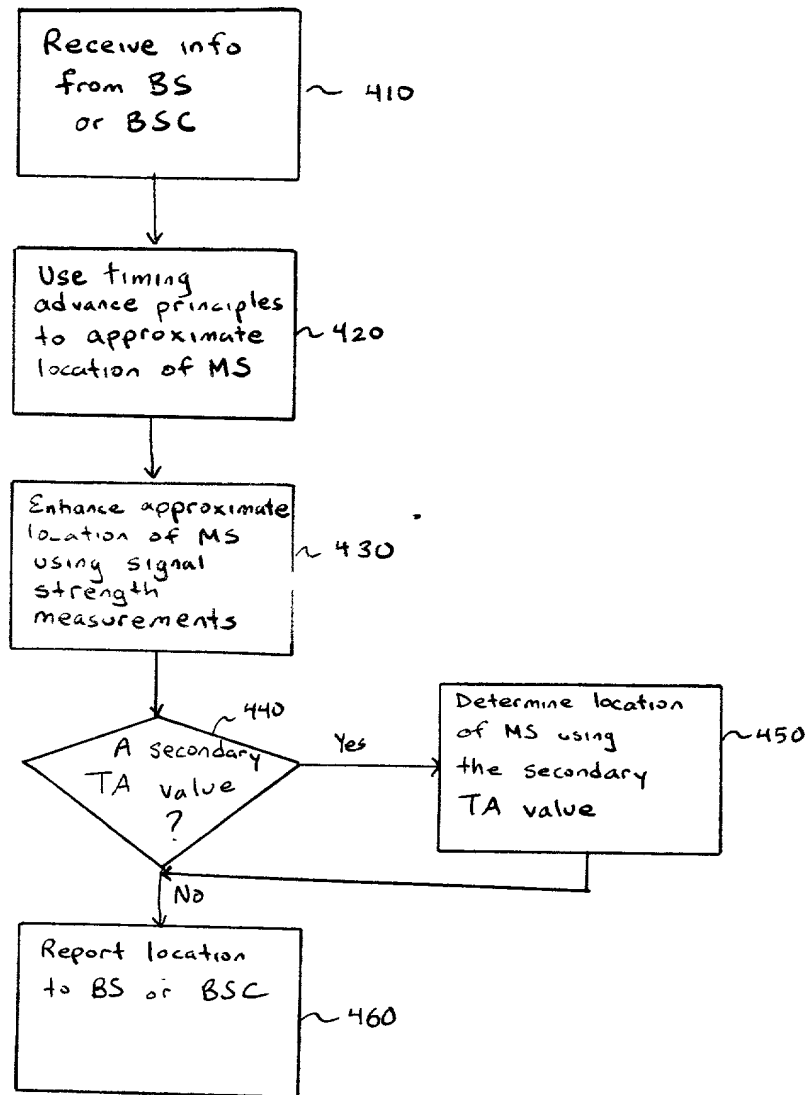 Receive info
from BS
or BSC
410
Use timing
advance principles
to approximate
location of MS
420
Enhance approximate
location of MS
using signal
strength
measurements
430
440
A secondary
TA value
?
Yes
Determine location
of MS using
the secondary
TA value
450
No
Report location
to BS or BSC
460